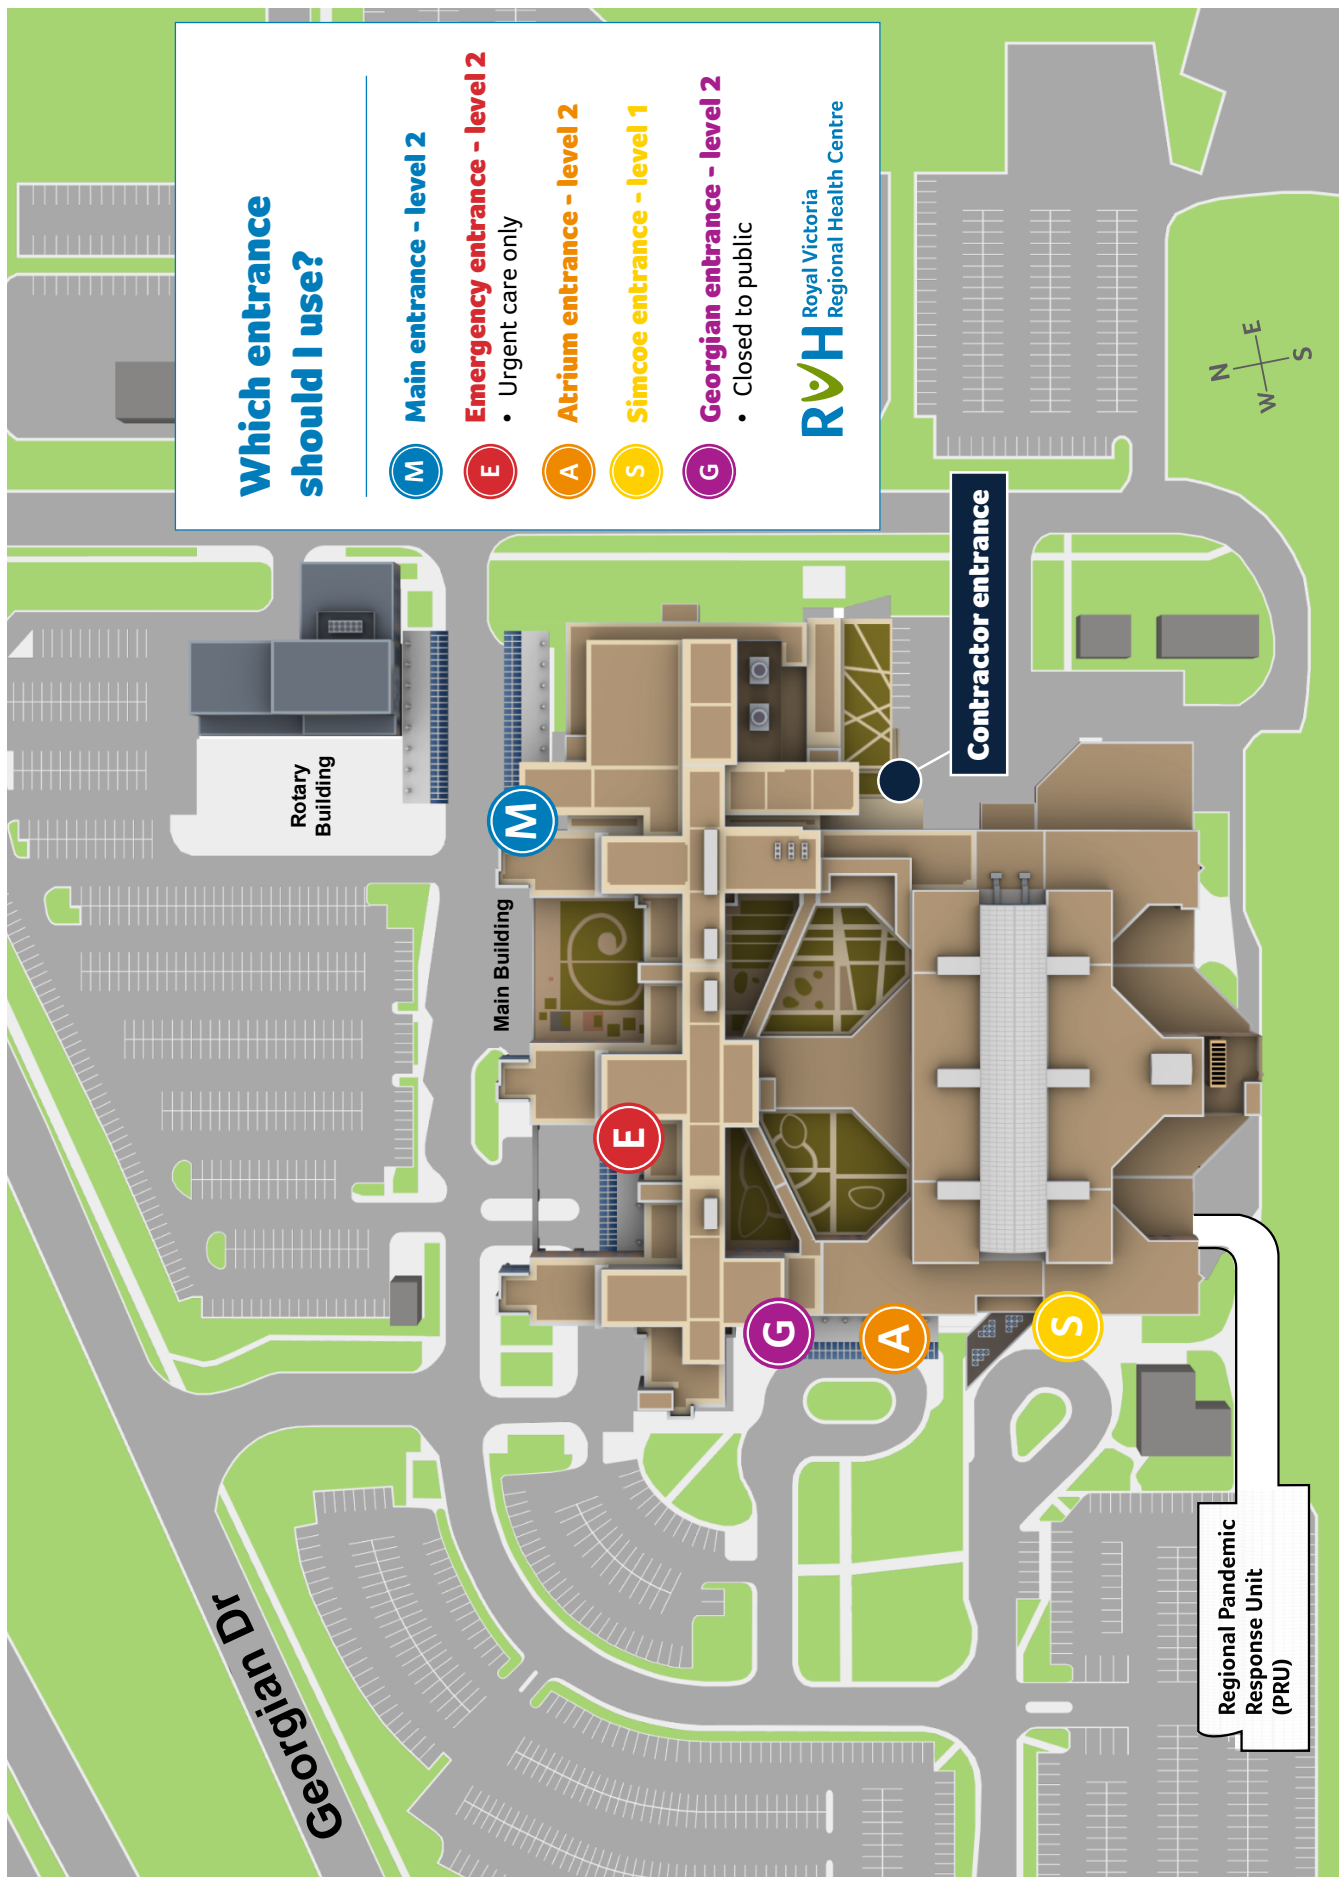 Which entrance
should I use?
M Main entrance - level 2
E Emergency entrance - level 2
• Urgent care only
A Atrium entrance - level 2
S Simcoe entrance - level 1
G Georgian entrance - level 2
• Closed to public
RVH Royal Victoria
Regional Health Centre
N
E
S
W
Contractor entrance
Rotary
Building
Main Building
M
E
G
A
S
Georgian Dr
Regional Pandemic
Response Unit
(PRU)